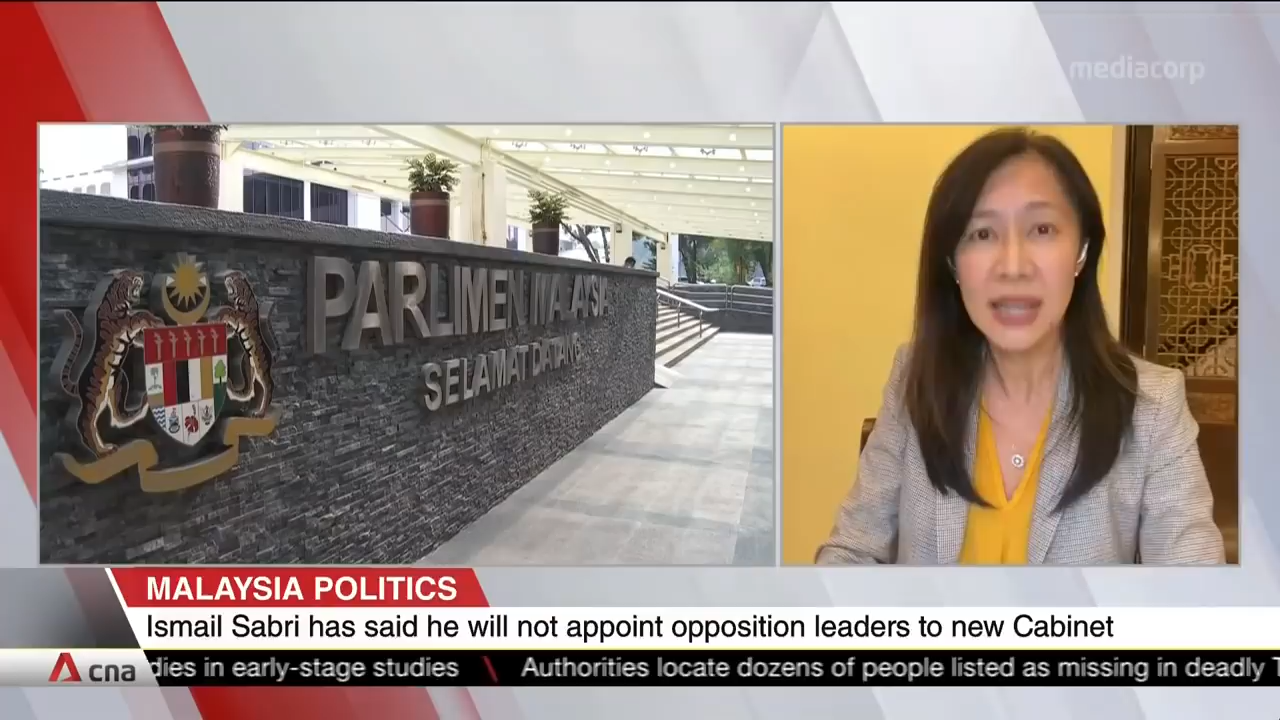 mediacorp
PARLIMEN MALAYSIA
SELAMAT DATANG
MALAYSIA POLITICS
Ismail Sabri has said he will not appoint opposition leaders to new Cabinet
cna
dies in early-stage studies \ Authorities locate dozens of people listed as missing in deadly